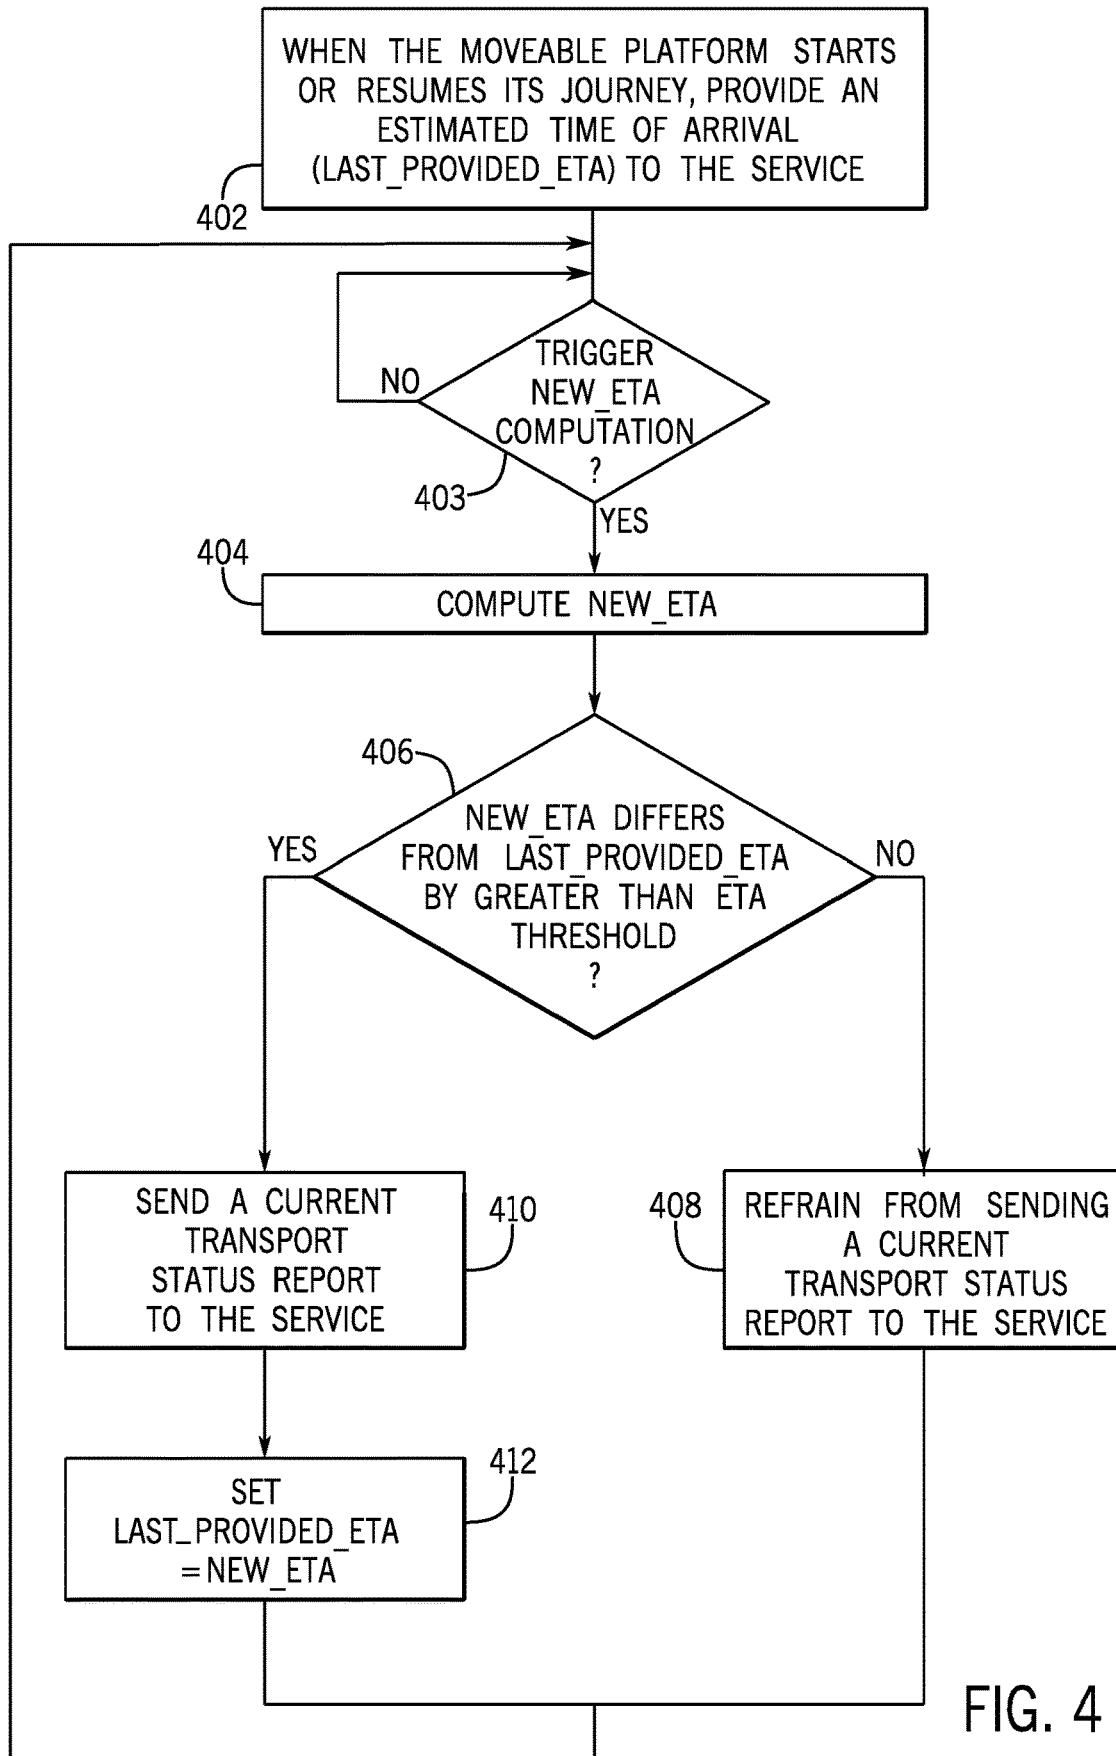 WHEN THE MOVEABLE PLATFORM STARTS
OR RESUMES ITS JOURNEY, PROVIDE AN
ESTIMATED TIME OF ARRIVAL
(LAST_PROVIDED_ETA) TO THE SERVICE
402
TRIGGER
NEW_ETA
COMPUTATION
?
NO
403
YES
404
COMPUTE NEW_ETA
406
NEW_ETA DIFFERS
FROM LAST_PROVIDED_ETA
BY GREATER THAN ETA
THRESHOLD
?
YES
NO
SEND A CURRENT
TRANSPORT
STATUS REPORT
TO THE SERVICE
410
408
REFRAIN FROM SENDING
A CURRENT
TRANSPORT STATUS
REPORT TO THE SERVICE
SET
LAST_PROVIDED_ETA
=NEW_ETA
412
FIG. 4